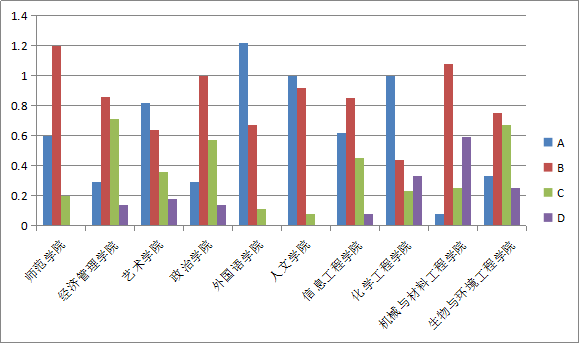 1.4
1.2
1
0.8
0.6
0.4
0.2
0
师范学院
经济管理学院
艺术学院
政治学院
外国语学院
人文学院
信息工程学院
化学工程学院
机械与材料工程学院
生物与环境工程学院
A
B
C
D